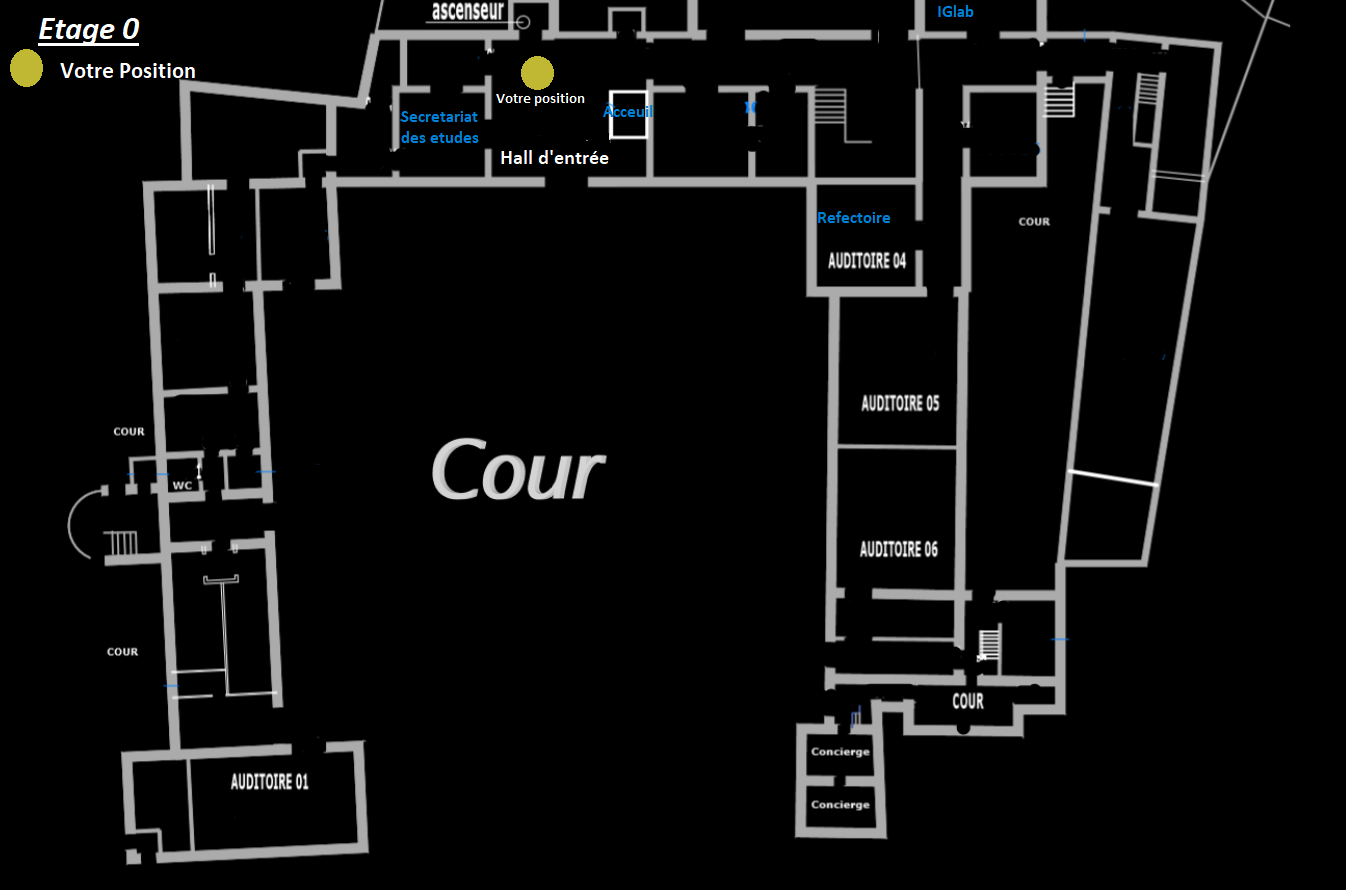 Etage 0
Votre Position
ascenseur
IGlab
Votre position
Secretariat
des etudes
Acceuil
Hall d'entrée
Refectoire
AUDITOIRE 04
COUR
AUDITOIRE 05
COUR
Cour
WC
AUDITOIRE 06
COUR
COUR
Concierge
AUDITOIRE 01
Concierge